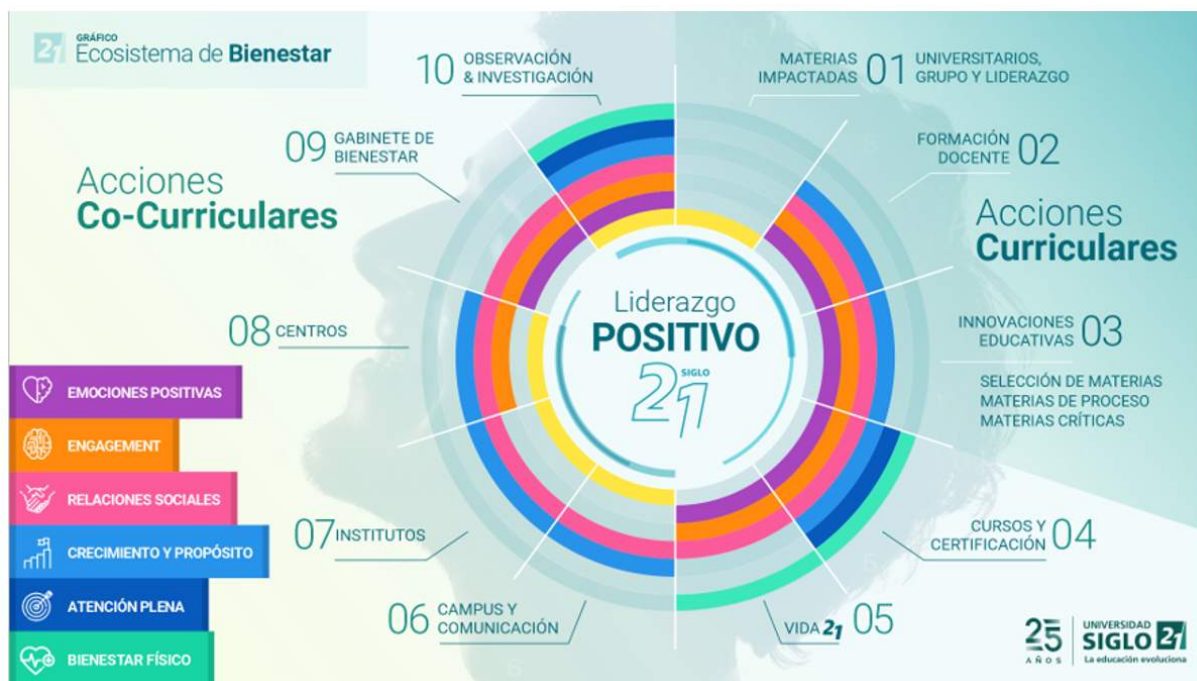 21
GRÁFICO
Ecosistema de Bienestar
Acciones
Co-Curriculares
10 OBSERVACIÓN
& INVESTIGACIÓN
09 GABINETE DE
BIENESTAR
08 CENTROS
07 INSTITUTOS
06 CAMPUS Y
COMUNICACIÓN
MATERIAS
IMPACTADAS 01 UNIVERSITARIOS,
GRUPO Y LIDERAZGO
FORMACIÓN
DOCENTE 02
Acciones
Curriculares
INNOVACIONES
EDUCATIVAS 03
SELECCIÓN DE MATERIAS
MATERIAS DE PROCESO
MATERIAS CRÍTICAS
CURSOS Y
CERTIFICACIÓN 04
VIDA 21 05
Liderazgo
POSITIVO
SIGLO
21
EMOCIONES POSITIVAS
ENGAGEMENT
RELACIONES SOCIALES
CRECIMIENTO Y PROPÓSITO
ATENCIÓN PLENA
BIENESTAR FÍSICO
25
AÑOS
UNIVERSIDAD
SIGLO 21
La educación evoluciona